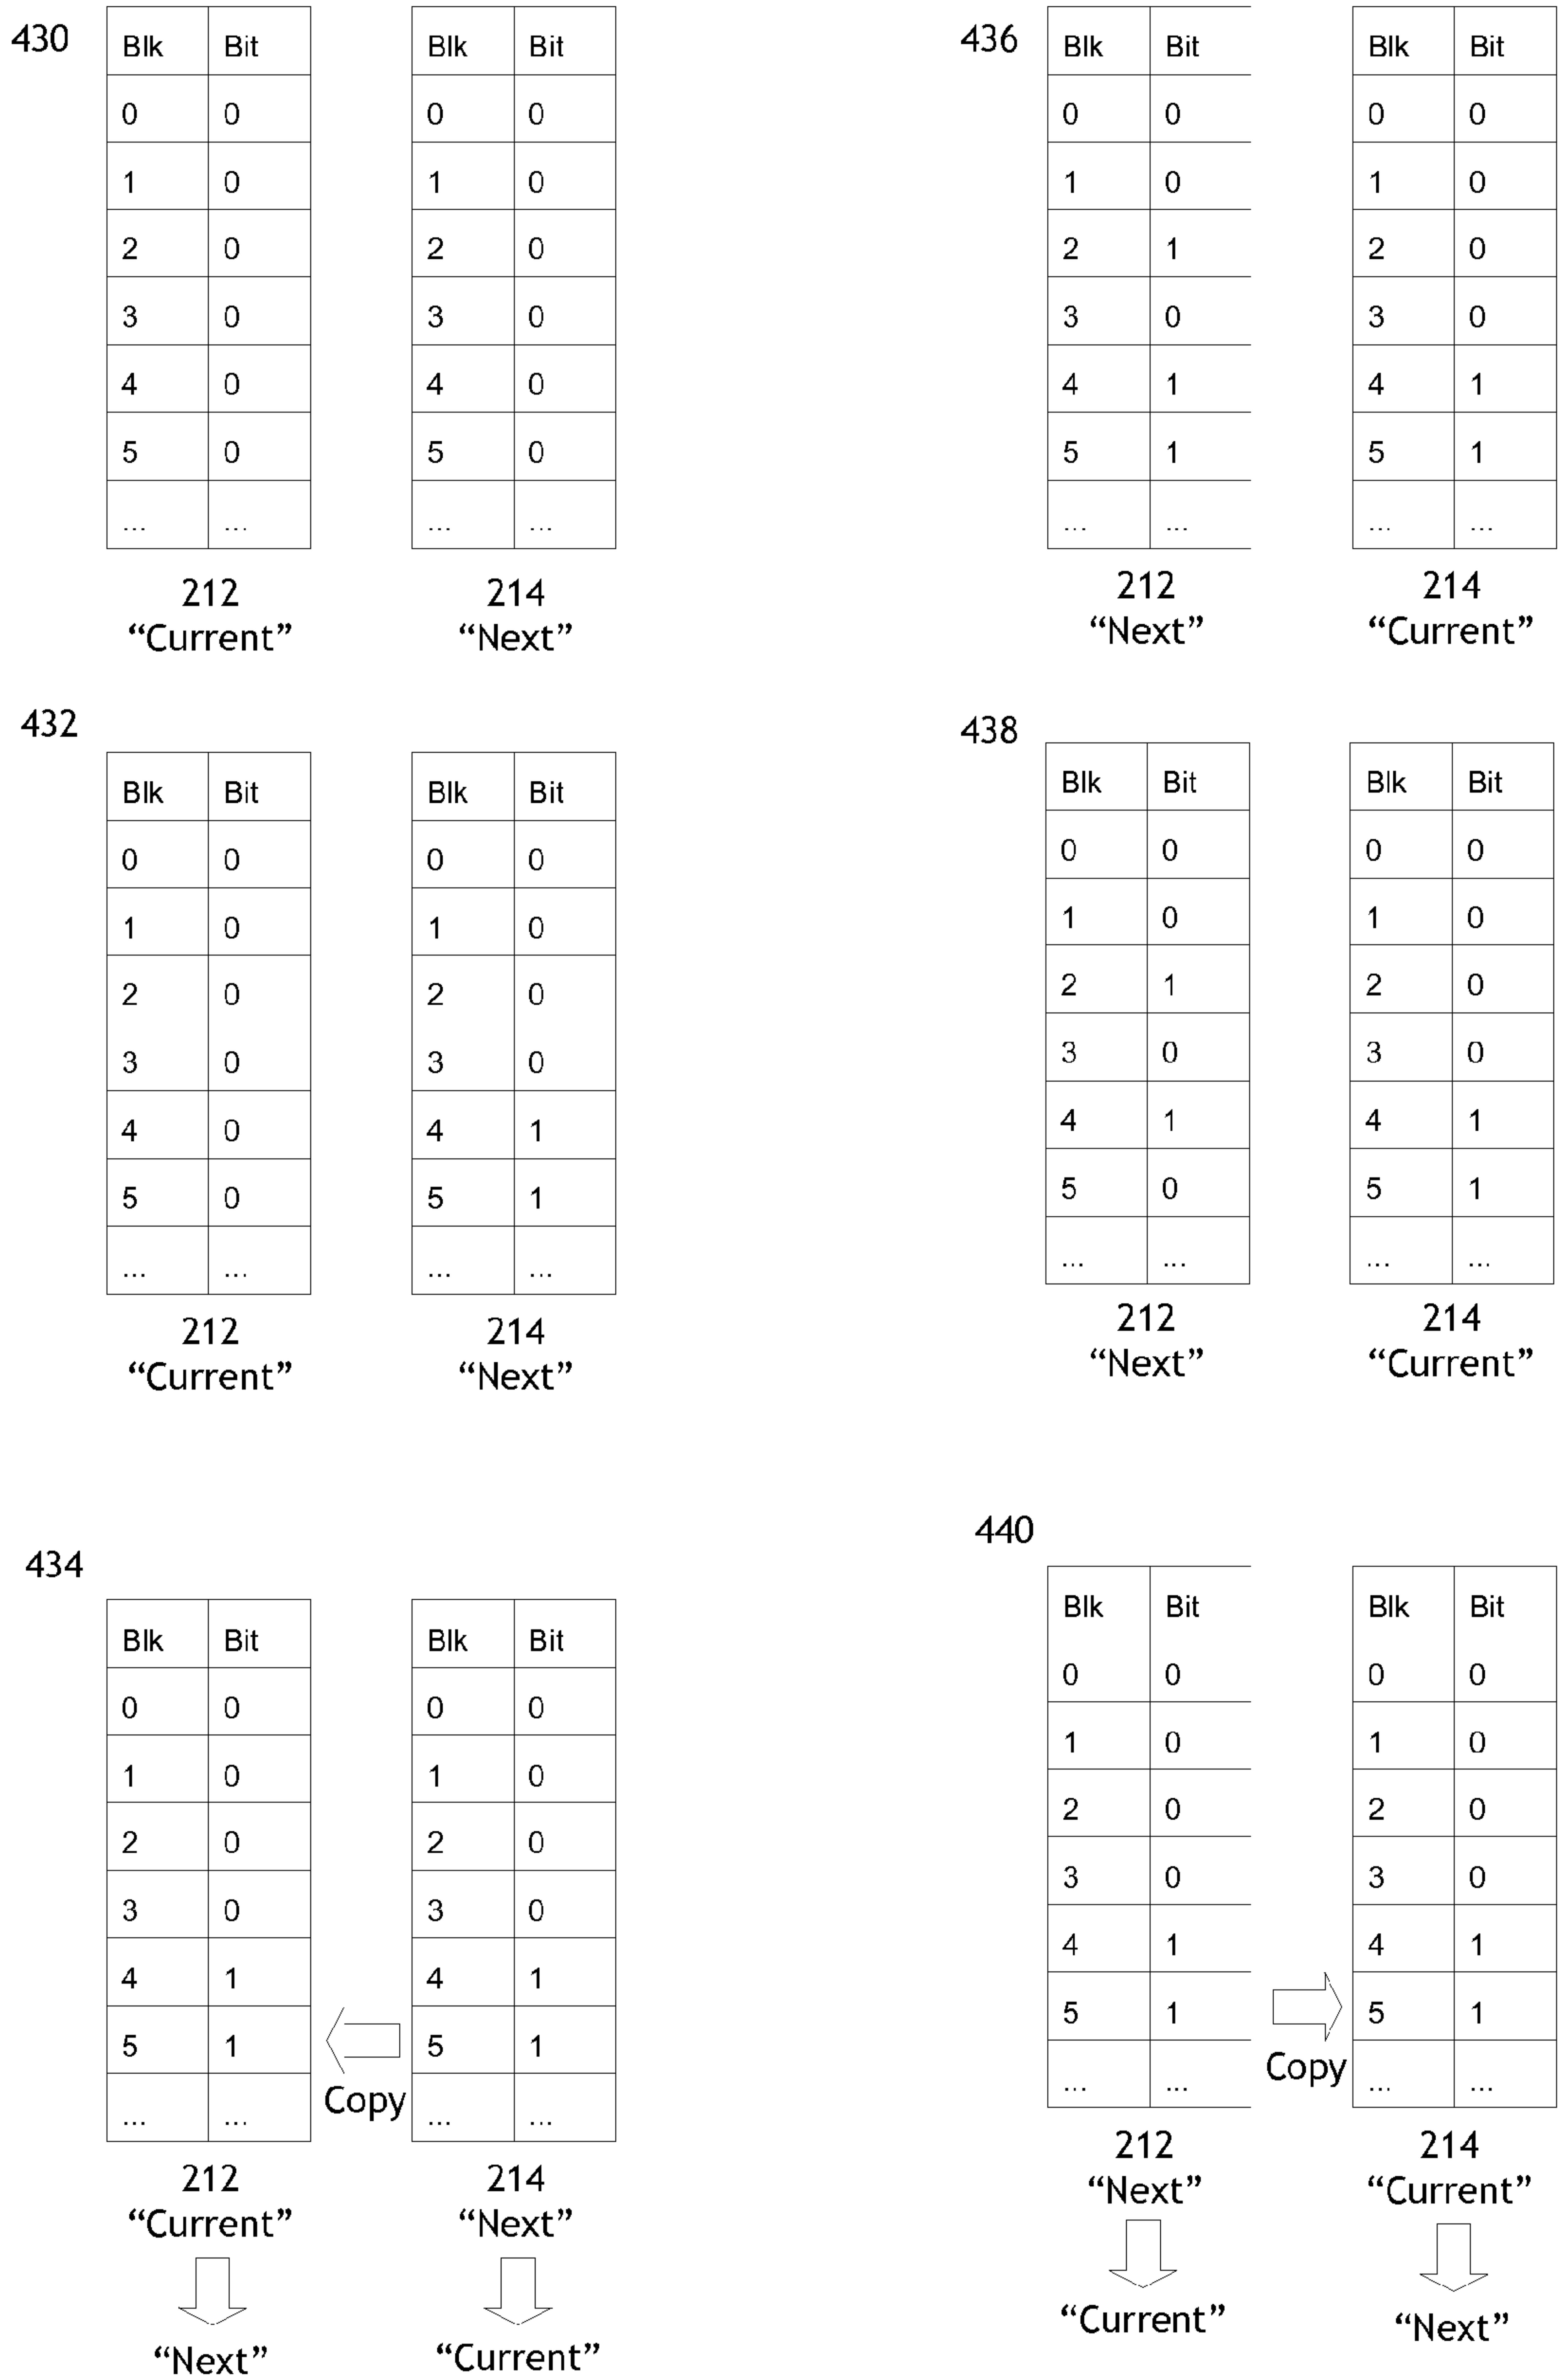 430
Blk Bit Blk Bit
0 0 0 0
1 0 1 0
2 0 2 0
3 0 3 0
4 0 4 0
5 0 5 0
... ... ... ...
212 214
“Current” “Next”
432
Blk Bit Blk Bit
0 0 0 0
1 0 1 0
2 0 2 0
3 0 3 0
4 0 4 1
5 0 5 1
... ... ... ...
212 214
“Current” “Next”
434
Blk Bit Blk Bit
0 0 0 0
1 0 1 0
2 0 2 0
3 0 3 0
4 1 4 1
5 1 5 1
Copy
... ... ... ...
212 214
“Current” “Next”
“Next” “Current”
436
Blk Bit Blk Bit
0 0 0 0
1 0 1 0
2 1 2 0
3 0 3 0
4 1 4 1
5 1 5 1
... ... ... ...
212 214
“Next” “Current”
438
Blk Bit Blk Bit
0 0 0 0
1 0 1 0
2 1 2 0
3 0 3 0
4 1 4 1
5 0 5 1
... ... ... ...
212 214
“Next” “Current”
440
Blk Bit Blk Bit
0 0 0 0
1 0 1 0
2 0 2 0
3 0 3 0
4 1 4 1
5 1 5 1
Copy
... ... ... ...
212 214
“Next” “Current”
“Current” “Next”